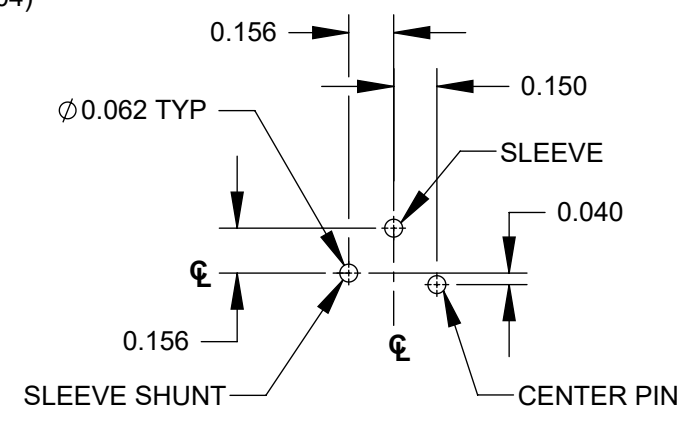 0.156
0.150
⌀0.062 TYP
SLEEVE
0.040
℄
0.156
℄
SLEEVE SHUNT
CENTER PIN